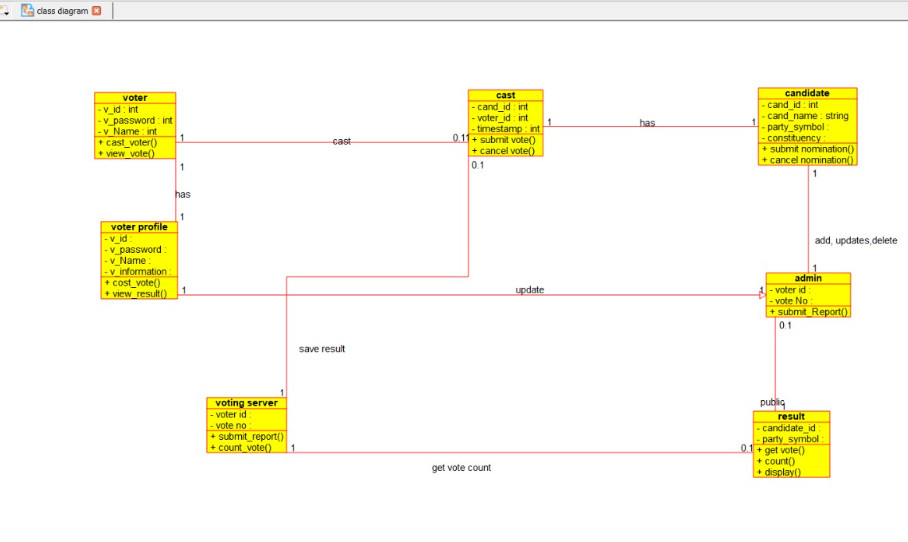 class diagram
voter
- v_id : int
- v_password : int
- v_Name : int
+ cast_voter()
+ view_vote()
1
cast
0.11
cast
- cand_id : int
- voter_id : int
- timestamp : int
+ submit vote()
+ cancel vote()
1
has
1
candidate
- cand_id : int
- cand_name : string
- party_symbol :
- constituency :
+ submit nomination()
+ cancel nomination()
1
has
1
0.1
1
add, updates,delete
1
voter profile
- v_id :
- v_password :
- v_Name :
- v_information :
+ cost_vote()
+ view_result()
1
update
1
admin
- voter id :
- vote No :
+ submit_Report()
0.1
save result
1
public
1
voting server
- voter id :
- vote no :
+ submit_report()
+ count_vote()
1
get vote count
0.1
result
- candidate_id :
- party_symbol :
+ get vote()
+ count()
+ display()